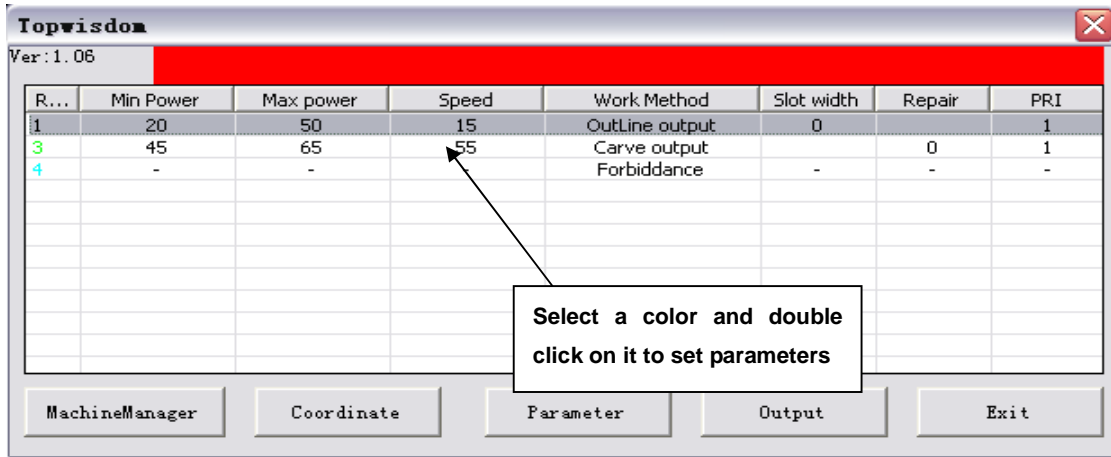 Topwisdom
Ver:1.06
R... Min Power Max power Speed Work Method Slot width Repair PRI
1 20 50 15 OutLine output 0 1
3 45 65 55 Carve output 0 1
4 - - - Forbiddance - - -
Select a color and double
click on it to set parameters
MachineManager Coordinate Parameter Output Exit